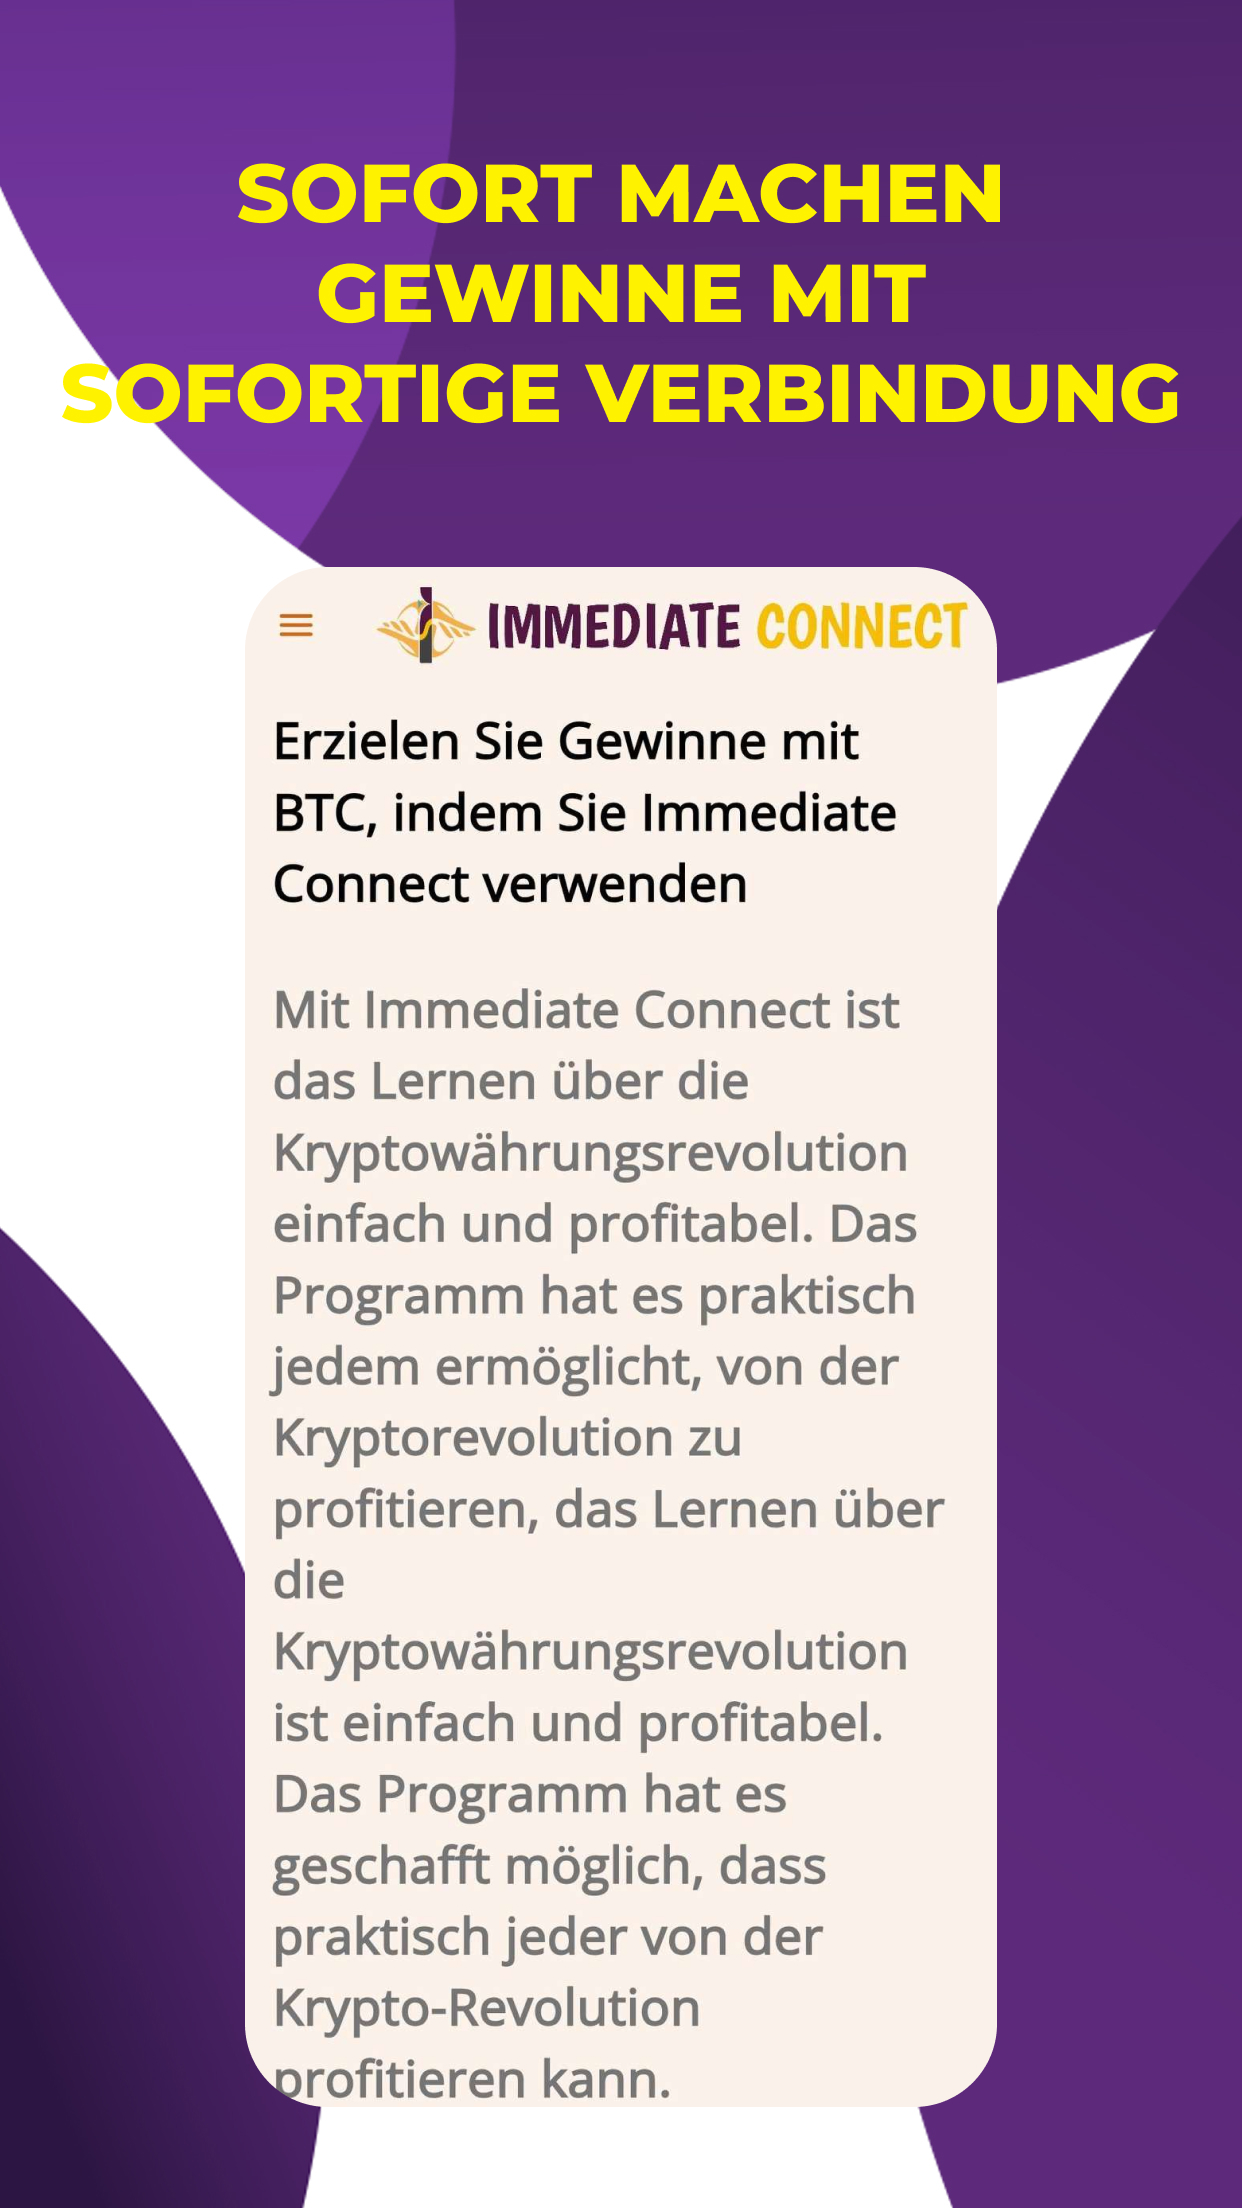 SOFORT MACHEN
GEWINNE MIT
SOFORTIGE VERBINDUNG
IMMEDIATE CONNECT
Erzielen Sie Gewinne mit
BTC, indem Sie Immediate
Connect verwenden
Mit Immediate Connect ist
das Lernen über die
Kryptowährungsrevolution
einfach und profitabel. Das
Programm hat es praktisch
jedem ermöglicht, von der
Kryptorevolution zu
profitieren, das Lernen über
die
Kryptowährungsrevolution
ist einfach und profitabel.
Das Programm hat es
geschafft möglich, dass
praktisch jeder von der
Krypto-Revolution
profitieren kann.